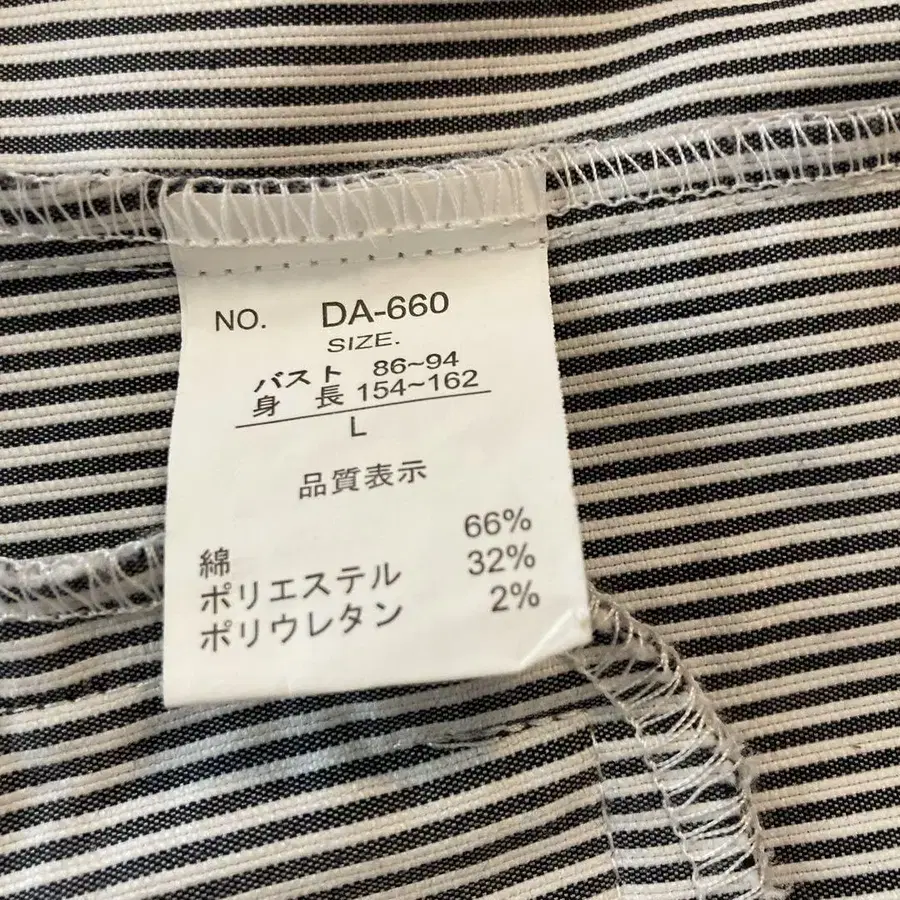 NO. DA-660
SIZE.
バスト 86~94
身 長 154~162
L
品質表示
綿 66%
ポリエステル 32%
ポリウレタン 2%